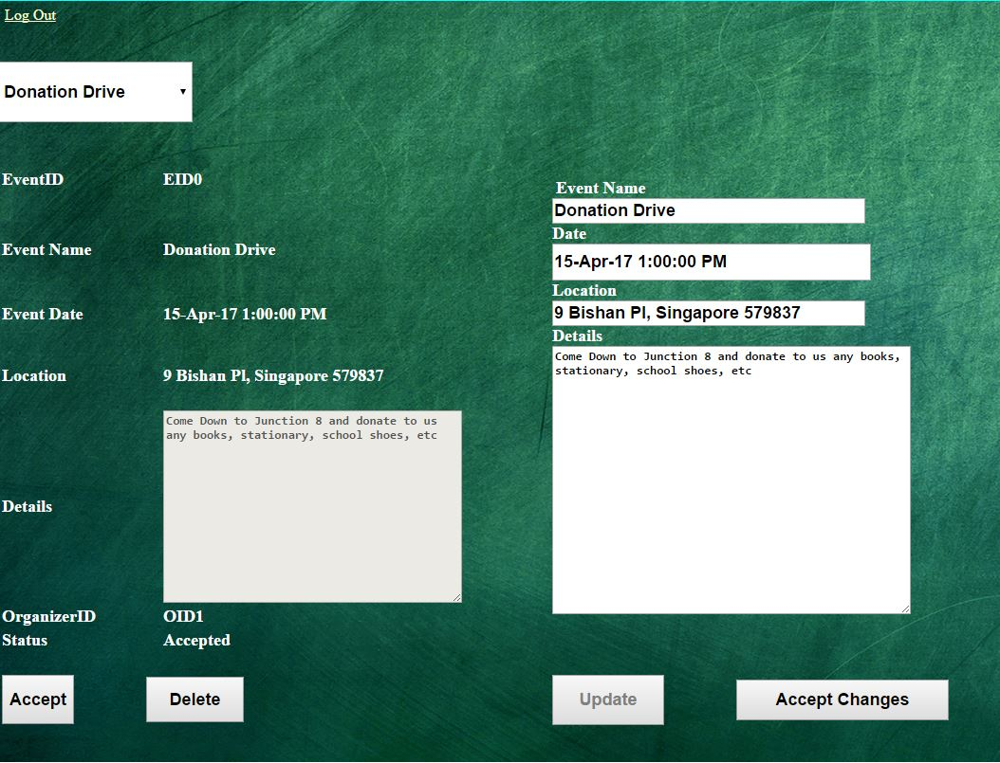 Log Out
Donation Drive
EventID EID0
Event Name Donation Drive
Event Date 15-Apr-17 1:00:00 PM
Location 9 Bishan Pl, Singapore 579837
Details
Come Down to Junction 8 and donate to us
any books, stationary, school shoes, etc
OrganizerID OID1
Status Accepted
Accept Delete
Event Name
Donation Drive
Date
15-Apr-17 1:00:00 PM
Location
9 Bishan Pl, Singapore 579837
Details
Come Down to Junction 8 and donate to us any books,
stationary, school shoes, etc
Update Accept Changes